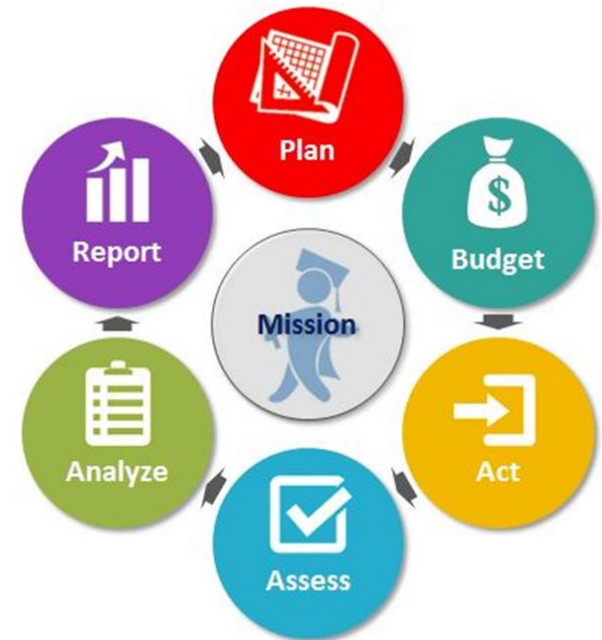 Plan
Budget
Act
Assess
Analyze
Report
Mission
$